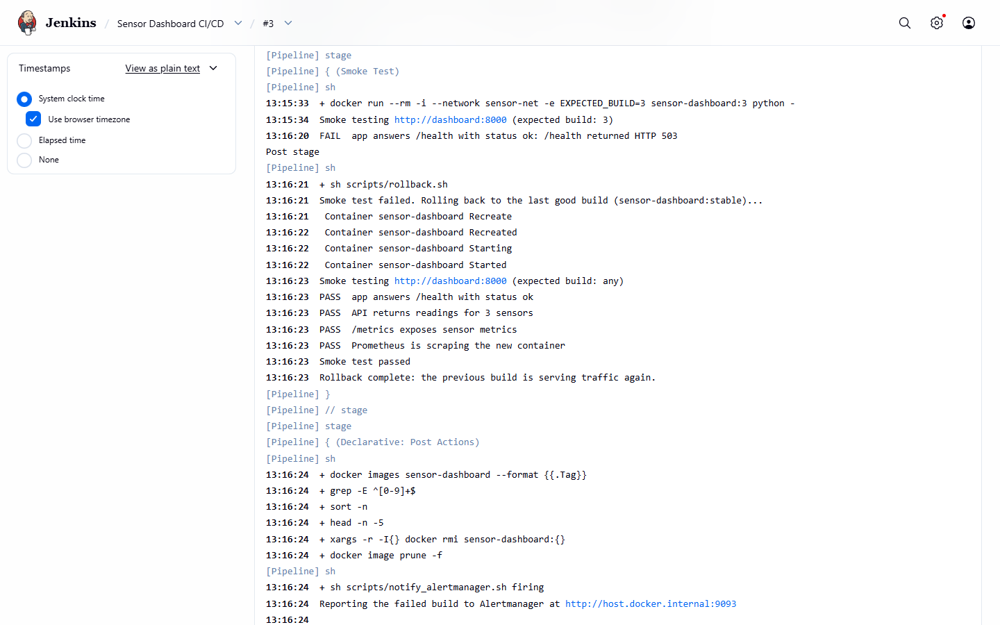 Jenkins / Sensor Dashboard CI/CD / #3
Timestamps View as plain text
System clock time
Use browser timezone
Elapsed time
None
[Pipeline] stage
[Pipeline] { (Smoke Test)
[Pipeline] sh
13:15:33 + docker run --rm -i --network sensor-net -e EXPECTED_BUILD=3 sensor-dashboard:3 python -
13:15:34 Smoke testing http://dashboard:8000 (expected build: 3)
13:16:20 FAIL app answers /health with status ok: /health returned HTTP 503
Post stage
[Pipeline] sh
13:16:21 + sh scripts/rollback.sh
13:16:21 Smoke test failed. Rolling back to the last good build (sensor-dashboard:stable)...
13:16:21 Container sensor-dashboard Recreate
13:16:22 Container sensor-dashboard Recreated
13:16:22 Container sensor-dashboard Starting
13:16:22 Container sensor-dashboard Started
13:16:23 Smoke testing http://dashboard:8000 (expected build: any)
13:16:23 PASS app answers /health with status ok
13:16:23 PASS API returns readings for 3 sensors
13:16:23 PASS /metrics exposes sensor metrics
13:16:23 PASS Prometheus is scraping the new container
13:16:23 Smoke test passed
13:16:23 Rollback complete: the previous build is serving traffic again.
[Pipeline] }
[Pipeline] // stage
[Pipeline] stage
[Pipeline] { (Declarative: Post Actions)
[Pipeline] sh
13:16:24 + docker images sensor-dashboard --format {{.Tag}}
13:16:24 + grep -E ^[0-9]+$
13:16:24 + sort -n
13:16:24 + head -n -5
13:16:24 + xargs -r -I{} docker rmi sensor-dashboard:{}
13:16:24 + docker image prune -f
[Pipeline] sh
13:16:24 + sh scripts/notify_alertmanager.sh firing
13:16:24 Reporting the failed build to Alertmanager at http://host.docker.internal:9093
13:16:24